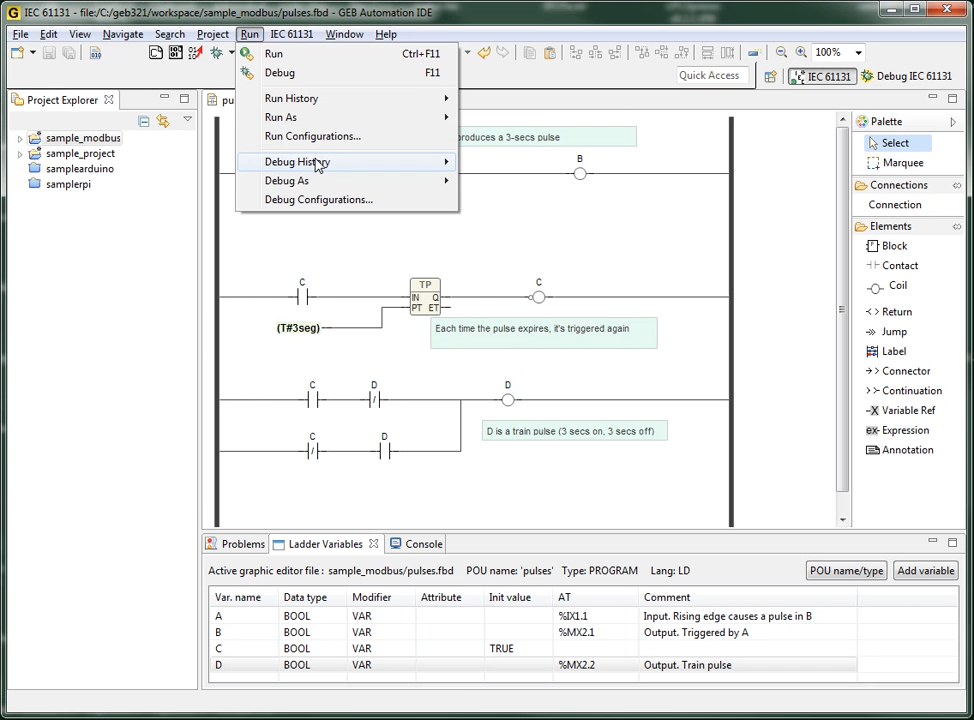 IEC 61131 - file:/C:/geb321/workspace/sample_modbus/pulses.fbd - GEB Automation IDE
File Edit View Navigate Search Project Run IEC 61131 Window Help
100%
Quick Access
IEC 61131
Debug IEC 61131
Run Ctrl+F11
Debug F11
Run History
Run As
Run Configurations...
Debug History
Debug As
Debug Configurations...
Project Explorer
sample_modbus
sample_project
samplearduino
samplerpi
pu
produces a 3-secs pulse
B
C
TP
IN Q
PT ET
C
(T#3seg)
Each time the pulse expires, it's triggered again
C
D
D
D is a train pulse (3 secs on, 3 secs off)
C
D
Palette
Select
Marquee
Connections
Connection
Elements
Block
Contact
Coil
Return
Jump
Label
Connector
Continuation
-X Variable Ref
ex- Expression
Annotation
Problems
Ladder Variables
Console
Active graphic editor file : sample_modbus/pulses.fbd POU name: 'pulses' Type: PROGRAM Lang: LD
POU name/type
Add variable
Var. name Data type Modifier Attribute Init value AT Comment
A BOOL VAR %IX1.1 Input. Rising edge causes a pulse in B
B BOOL VAR %MX2.1 Output. Triggered by A
C BOOL VAR TRUE
D BOOL VAR %MX2.2 Output. Train pulse